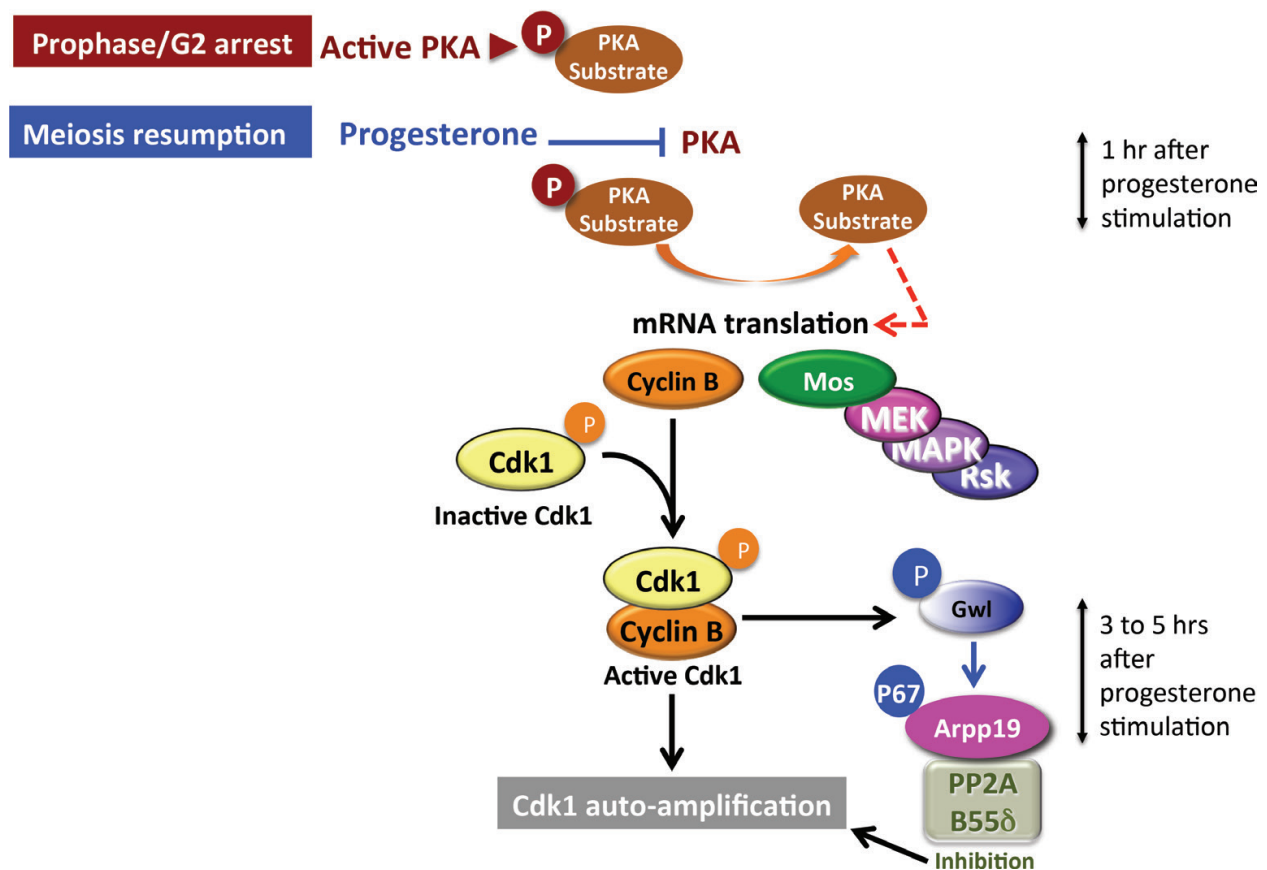 Prophase/G2 arrest
Active PKA
P
PKA
Substrate
Meiosis resumption
Progesterone
PKA
P
PKA
Substrate
PKA
Substrate
1 hr after
progesterone
stimulation
mRNA translation
Cyclin B
Mos
MEK
MAPK
Rsk
P
Cdk1
Inactive Cdk1
P
Cdk1
Cyclin B
Active Cdk1
P
Gwl
P67
Arpp19
PP2A
B55δ
Inhibition
3 to 5 hrs
after
progesterone
stimulation
Cdk1 auto-amplification